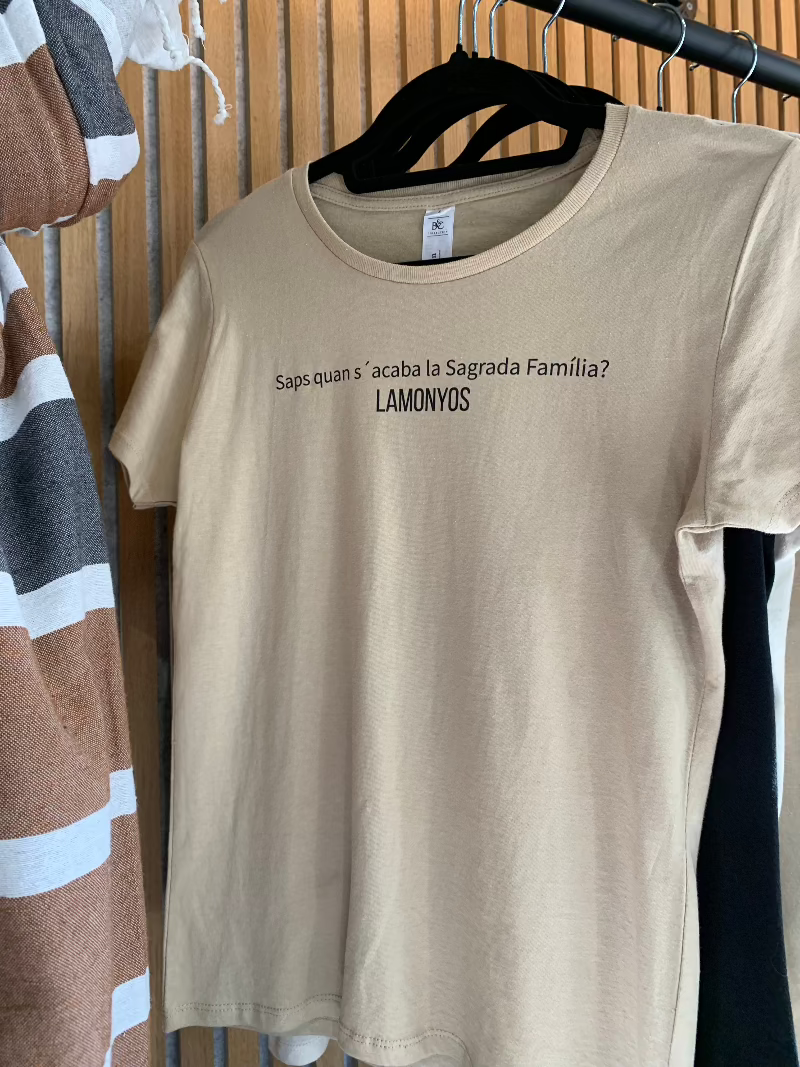 B&C
Saps quan s´acaba la Sagrada Família?
LAMONYOS